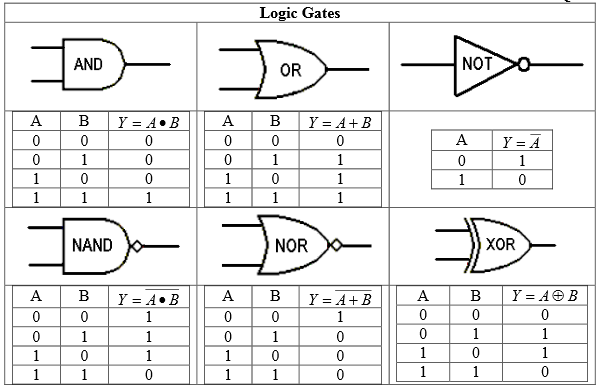 Logic Gates
AND
OR
NOT
A B Y = A • B
0 0 0
0 1 0
1 0 0
1 1 1
A B Y = A + B
0 0 0
0 1 1
1 0 1
1 1 1
A Y = A̅
0 1
1 0
NAND
NOR
XOR
A B Y = A̅ ̅•̅ ̅B̅
0 0 1
0 1 1
1 0 1
1 1 0
A B Y = A̅ ̅+̅ ̅B̅
0 0 1
0 1 0
1 0 0
1 1 0
A B Y = A ⊕ B
0 0 0
0 1 1
1 0 1
1 1 0